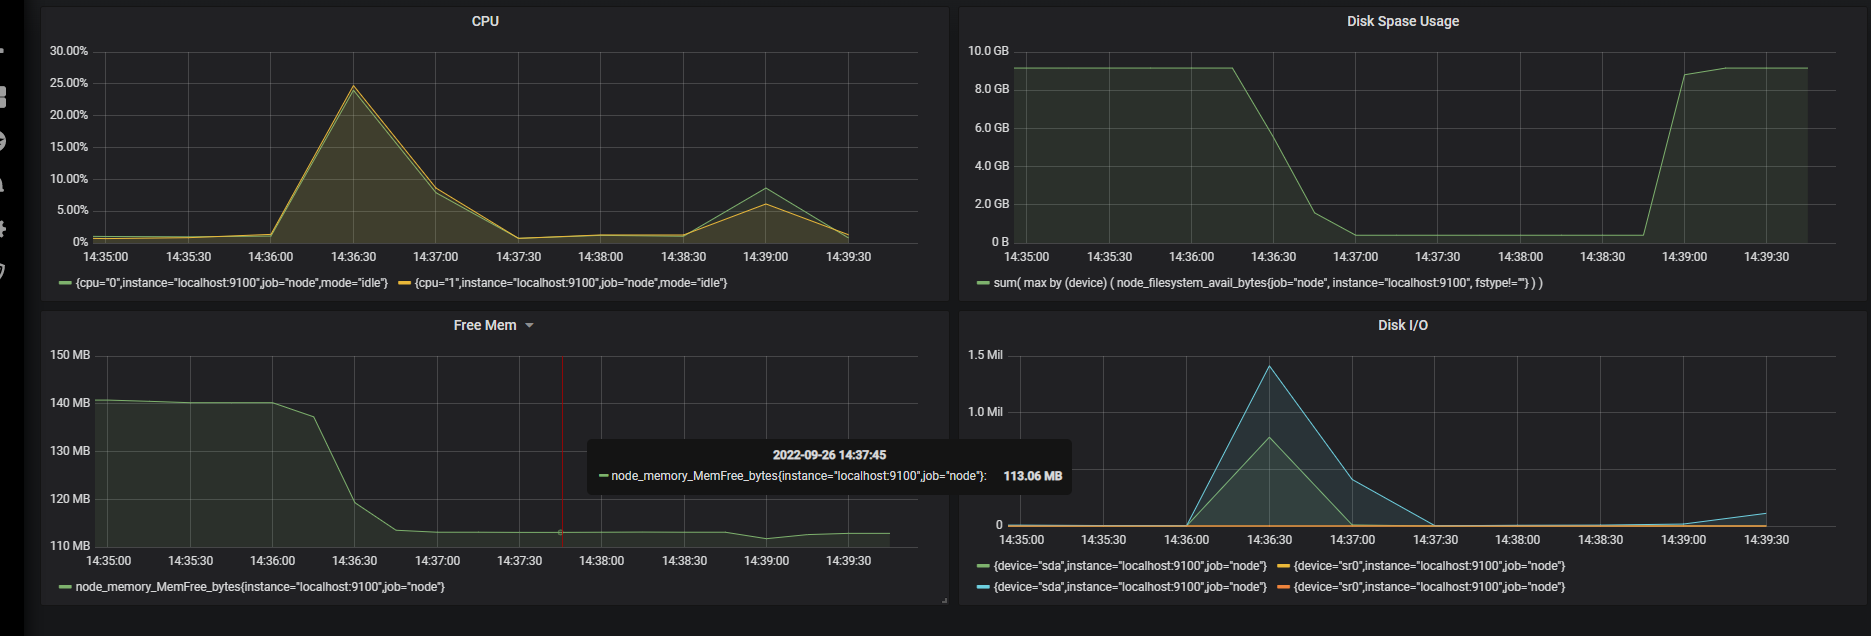 CPU
30.00%
25.00%
20.00%
15.00%
10.00%
5.00%
0%
14:35:00 14:35:30 14:36:00 14:36:30 14:37:00 14:37:30 14:38:00 14:38:30 14:39:00 14:39:30
{cpu="0",instance="localhost:9100",job="node",mode="idle"} {cpu="1",instance="localhost:9100",job="node",mode="idle"}
Disk Spase Usage
10.0 GB
8.0 GB
6.0 GB
4.0 GB
2.0 GB
0 B
14:35:00 14:35:30 14:36:00 14:36:30 14:37:00 14:37:30 14:38:00 14:38:30 14:39:00 14:39:30
sum( max by (device) ( node_filesystem_avail_bytes{job="node", instance="localhost:9100", fstype!=""} ) )
Free Mem
150 MB
140 MB
130 MB
120 MB
110 MB
14:35:00 14:35:30 14:36:00 14:36:30 14:37:00 14:37:30 14:38:00 14:38:30 14:39:00 14:39:30
node_memory_MemFree_bytes{instance="localhost:9100",job="node"}
2022-09-26 14:37:45
node_memory_MemFree_bytes{instance="localhost:9100",job="node"}: 113.06 MB
Disk I/O
1.5 Mil
1.0 Mil
0
14:35:00 14:35:30 14:36:00 14:36:30 14:37:00 14:37:30 14:38:00 14:38:30 14:39:00 14:39:30
{device="sda",instance="localhost:9100",job="node"} {device="sr0",instance="localhost:9100",job="node"}
{device="sda",instance="localhost:9100",job="node"} {device="sr0",instance="localhost:9100",job="node"}